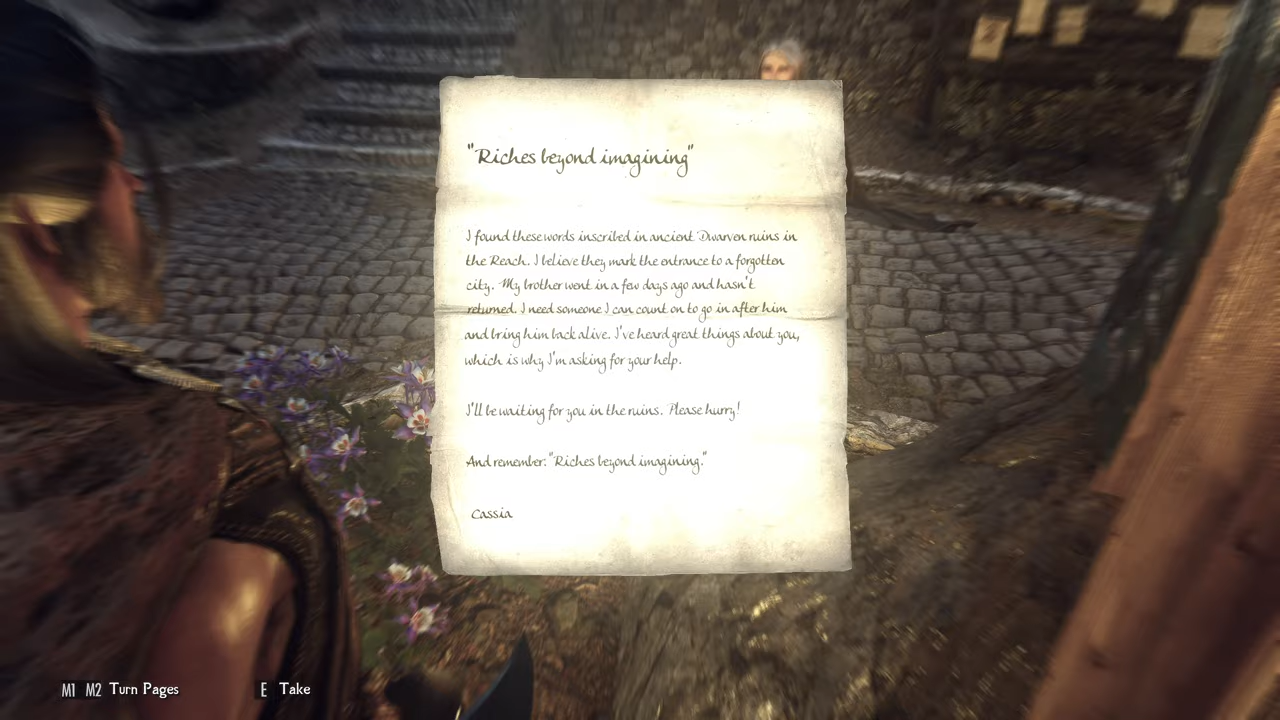 "Riches beyond imagining"
I found these words inscribed in ancient Dwarven ruins in
the Reach. I believe they mark the entrance to a forgotten
city. My brother went in a few days ago and hasn't
returned. I need someone I can count on to go in after him
and bring him back alive. I've heard great things about you,
which is why I'm asking for your help.
I'll be waiting for you in the ruins. Please hurry!
And remember: "Riches beyond imagining."
Cassia
M1 M2 Turn Pages
E Take